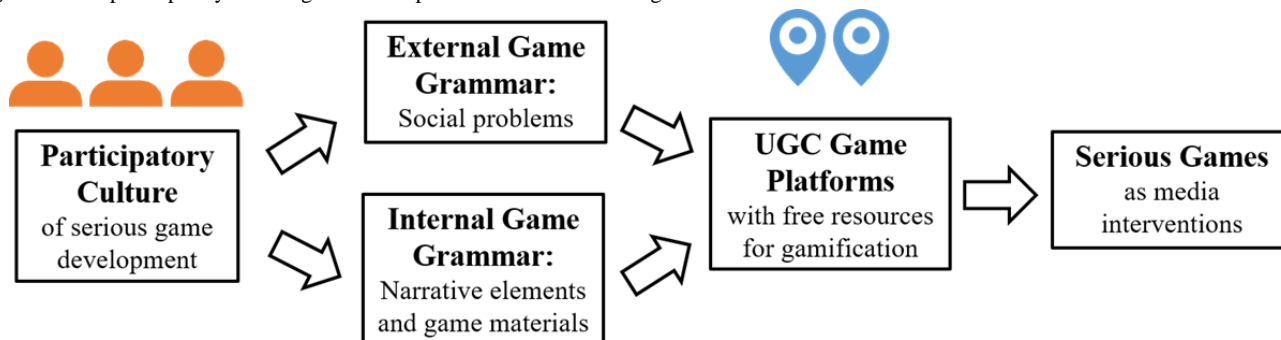 Participatory
Culture
of serious game
development
External Game
Grammar:
Social problems
Internal Game
Grammar:
Narrative elements
and game materials
UGC Game
Platforms
with free resources
for gamification
Serious Games
as media
interventions